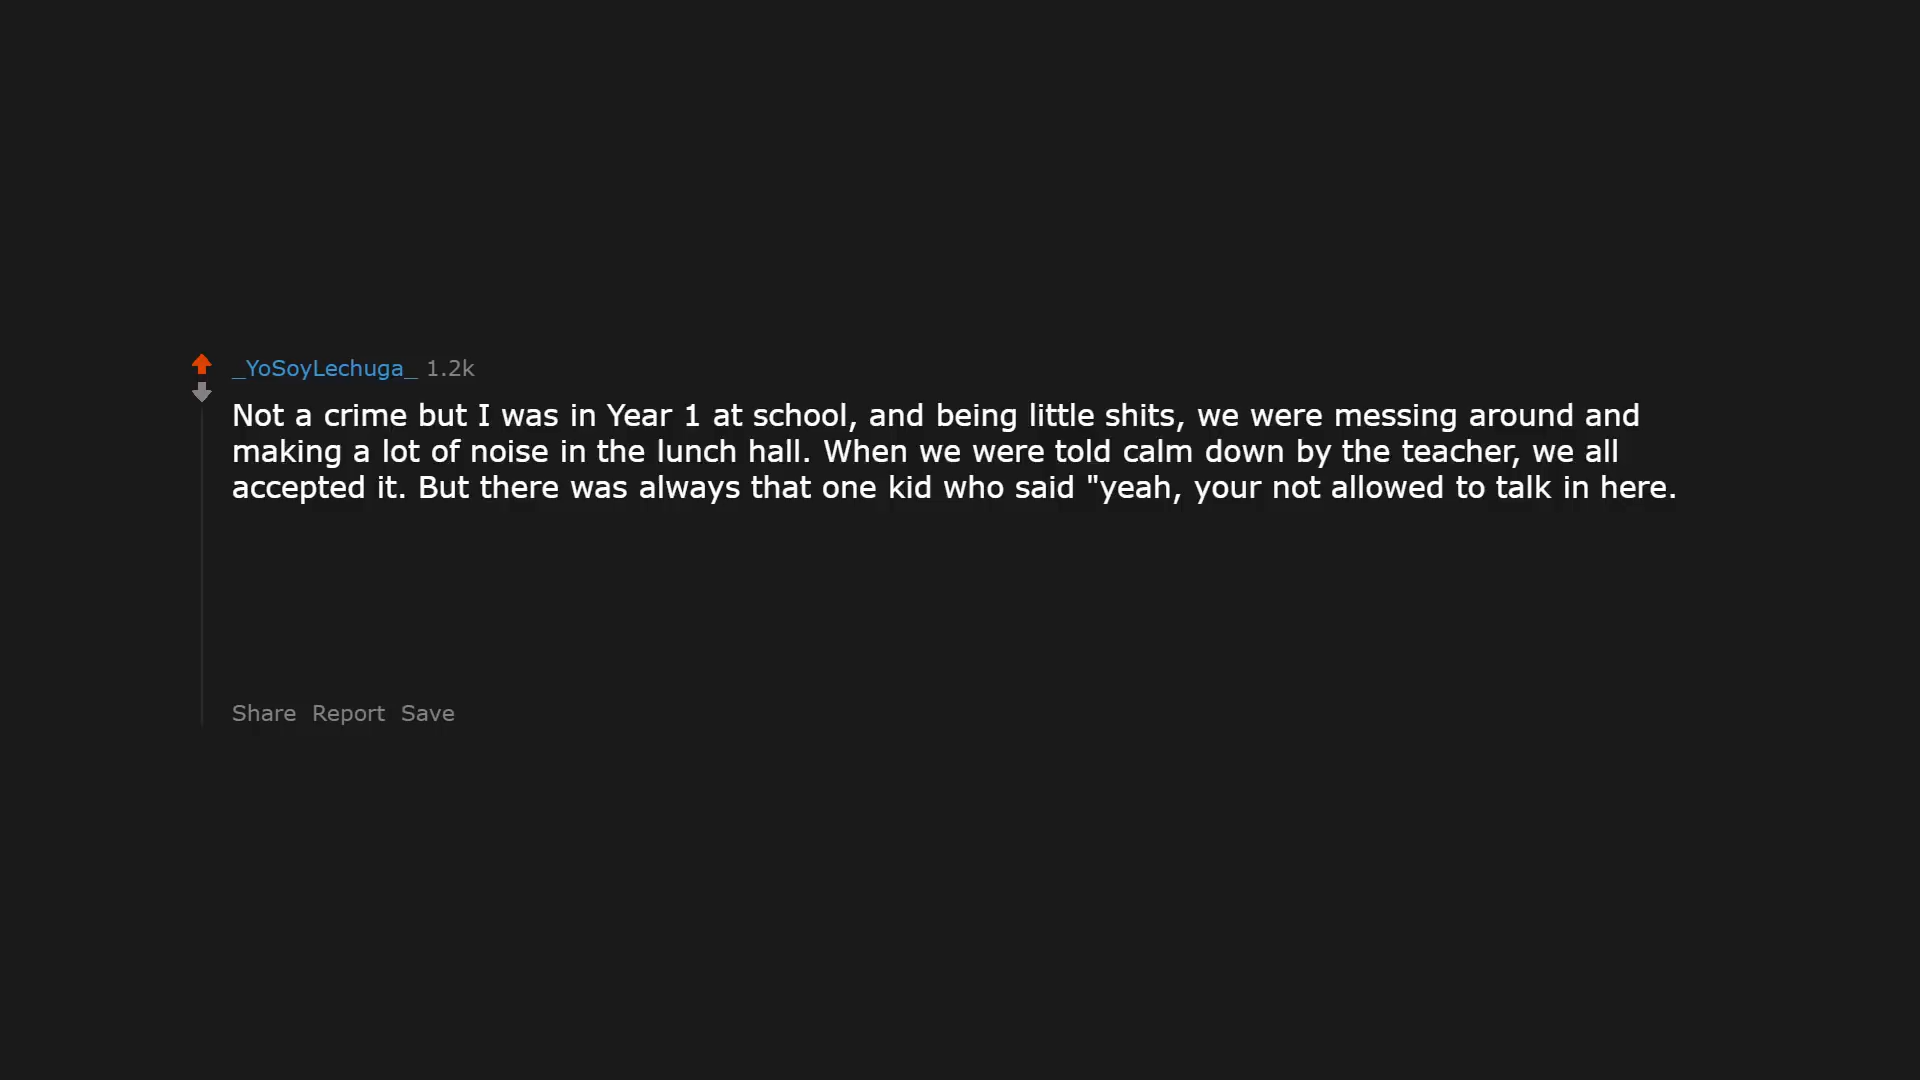 _YoSoyLechuga_ 1.2k
Not a crime but I was in Year 1 at school, and being little shits, we were messing around and
making a lot of noise in the lunch hall. When we were told calm down by the teacher, we all
accepted it. But there was always that one kid who said "yeah, your not allowed to talk in here.
Share Report Save